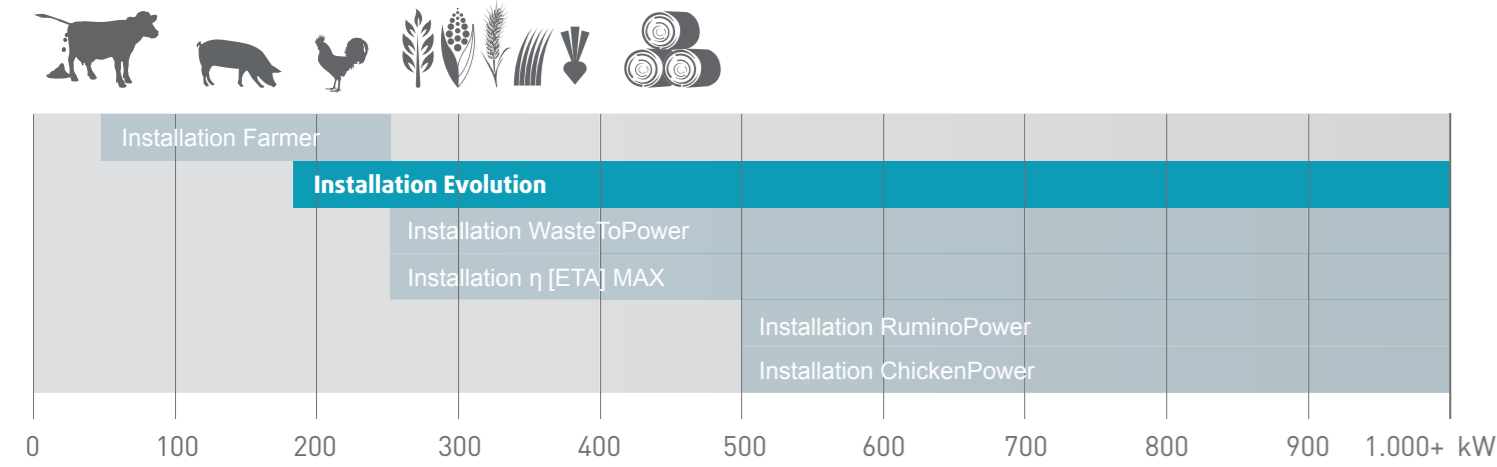 Installation Farmer
Installation Evolution
Installation WasteToPower
Installation η [ETA] MAX
Installation RuminoPower
Installation ChickenPower
0 100 200 300 400 500 600 700 800 900 1.000+ kW